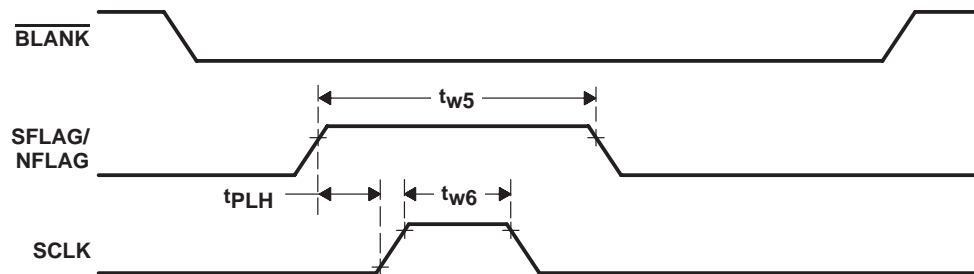 BLANK
tw5
SFLAG/
NFLAG
tPLH
tw6
SCLK